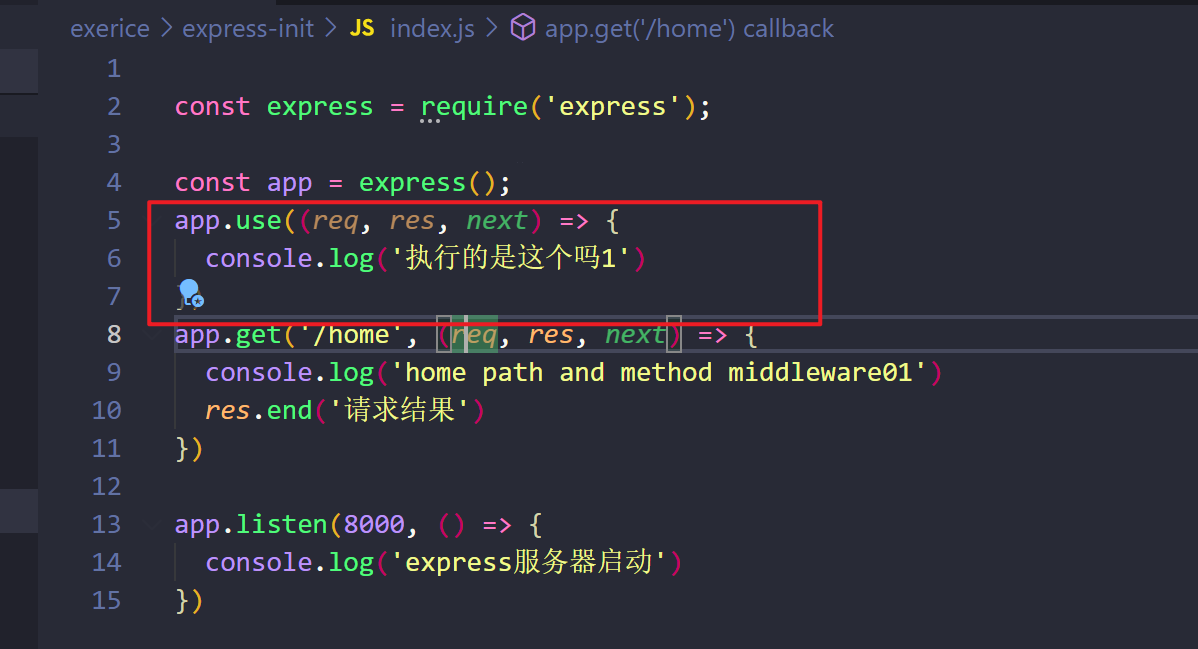 exerice > express-init > JS index.js > app.get('/home') callback
1
2 const express = require('express');
3
4 const app = express();
5 app.use((req, res, next) => {
6 console.log('执行的是这个吗1')
7 })
8 app.get('/home', (req, res, next) => {
9 console.log('home path and method middleware01')
10 res.end('请求结果')
11 })
12
13 app.listen(8000, () => {
14 console.log('express服务器启动')
15 })